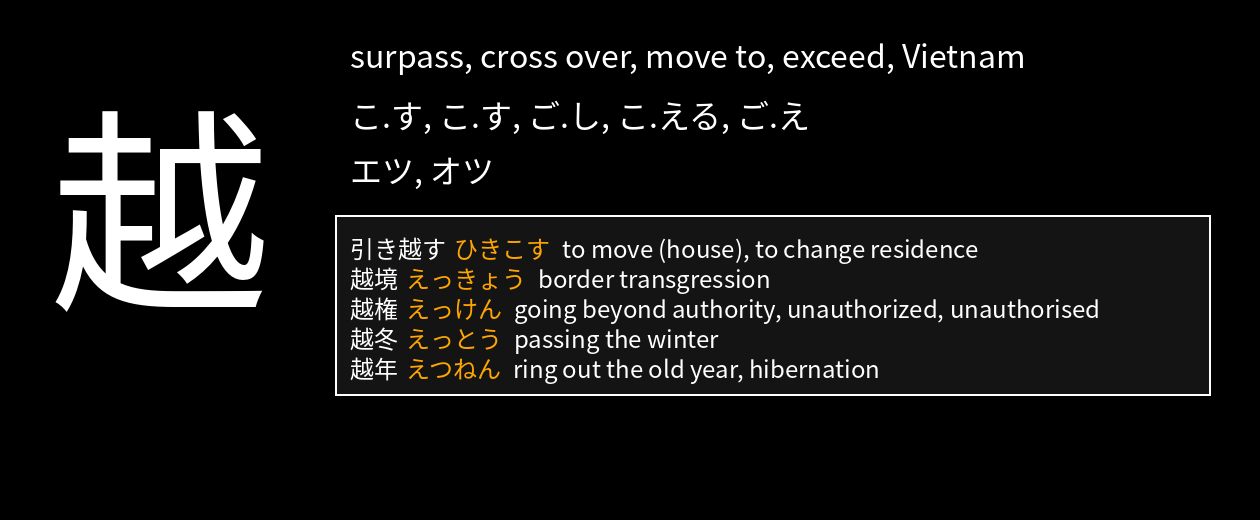 越
surpass, cross over, move to, exceed, Vietnam
こ.す, こ.す, ご.し, こ.える, ご.え
エツ, オツ
引き越す ひきこす to move (house), to change residence
越境 えっきょう border transgression
越権 えっけん going beyond authority, unauthorized, unauthorised
越冬 えっとう passing the winter
越年 えつねん ring out the old year, hibernation